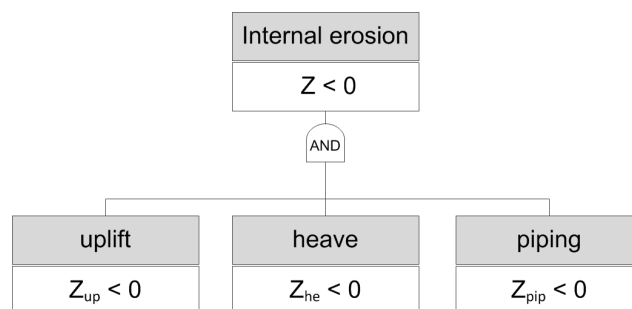 Internal erosion
Z < 0
AND
uplift
heave
piping
Zup < 0
Zhe < 0
Zpip < 0